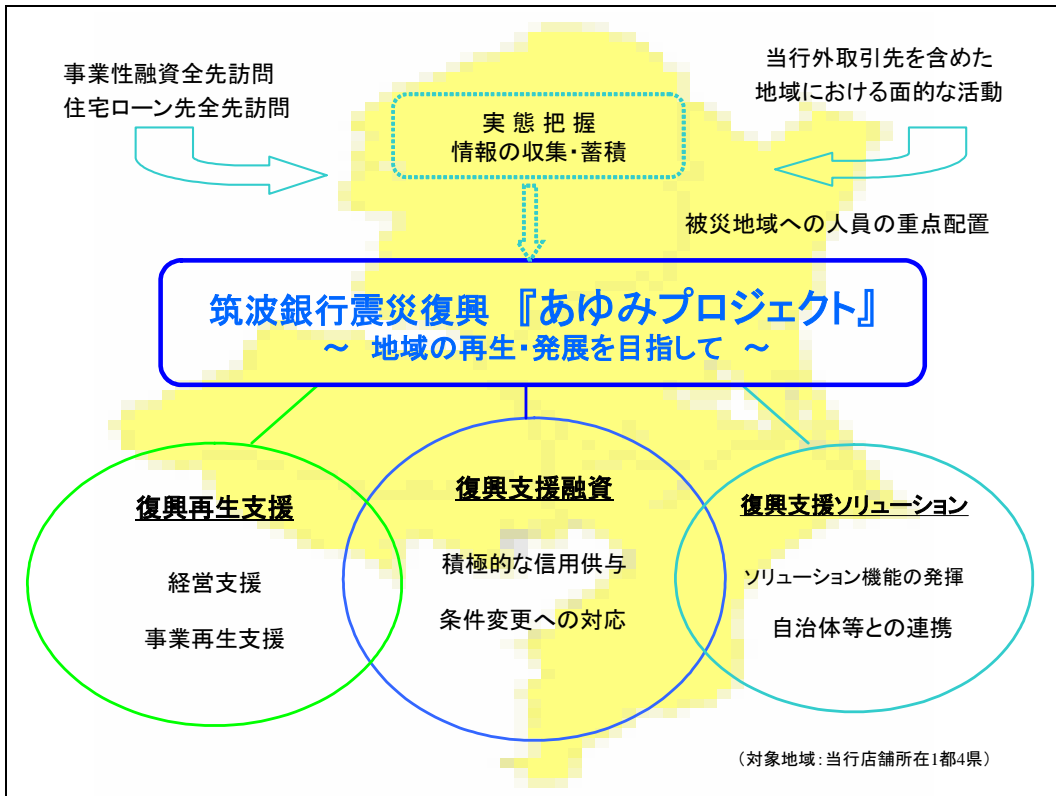 事業性融資全先訪問
住宅ローン先全先訪問
実態把握
情報の収集・蓄積
当行外取引先を含めた
地域における面的な活動
被災地域への人員の重点配置
筑波銀行震災復興 『あゆみプロジェクト』
～ 地域の再生・発展を目指して ～
復興再生支援
経営支援
事業再生支援
復興支援融資
積極的な信用供与
条件変更への対応
復興支援ソリューション
ソリューション機能の発揮
自治体等との連携
（対象地域：当行店舗所在1都4県）